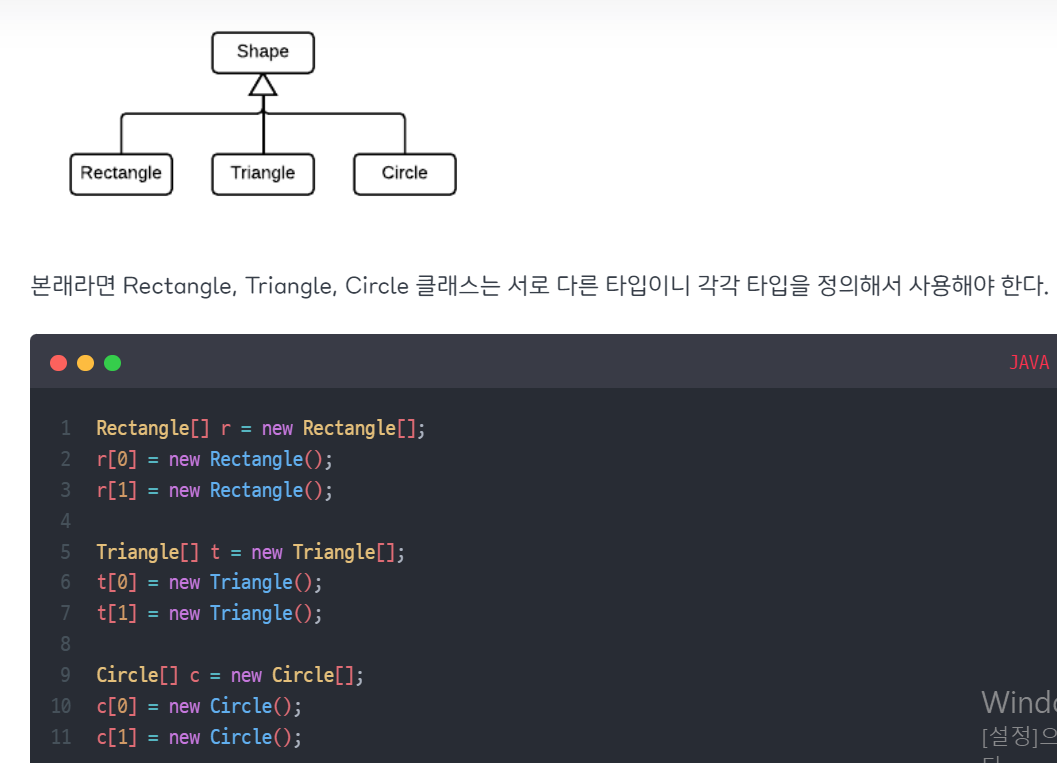 Shape
Rectangle
Triangle
Circle
본래라면 Rectangle, Triangle, Circle 클래스는 서로 다른 타입이니 각각 타입을 정의해서 사용해야 한다.
JAVA
1 Rectangle[] r = new Rectangle[];
2 r[0] = new Rectangle();
3 r[1] = new Rectangle();
4
5 Triangle[] t = new Triangle[];
6 t[0] = new Triangle();
7 t[1] = new Triangle();
8
9 Circle[] c = new Circle[];
10 c[0] = new Circle();
11 c[1] = new Circle();
[설정]으